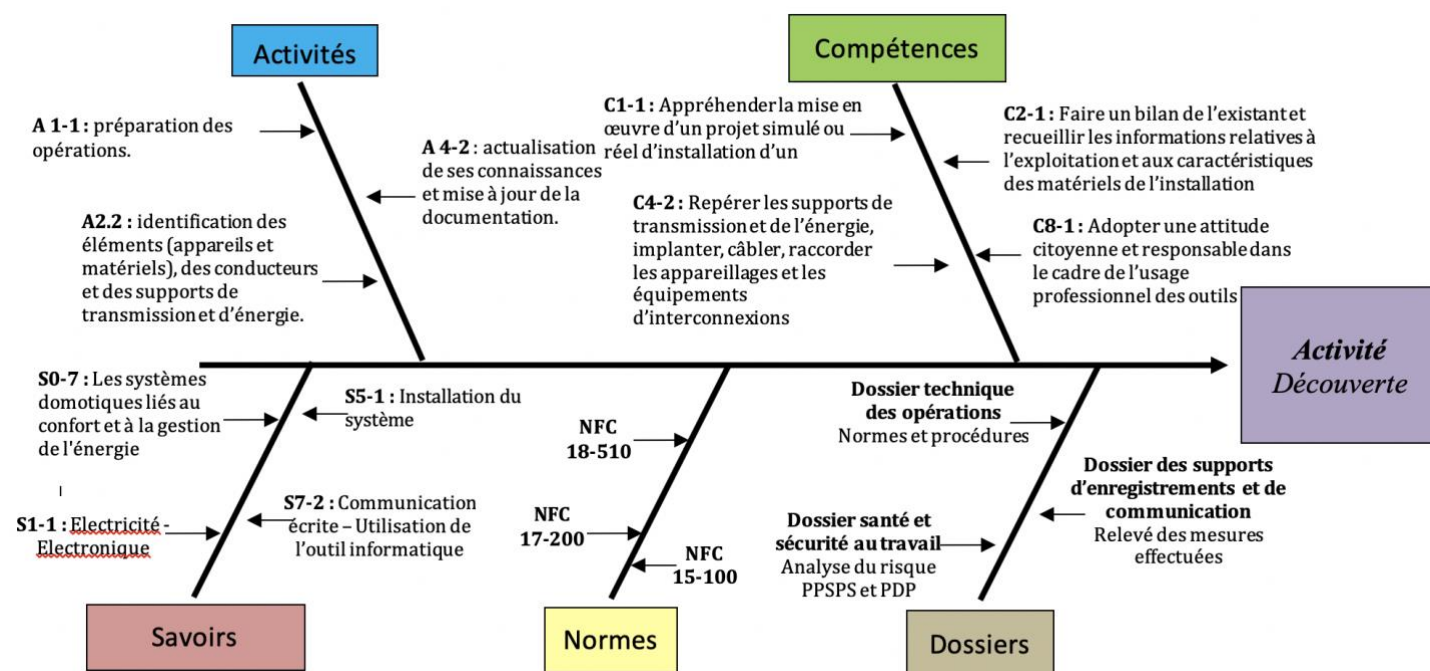 Activités
Compétences
A 1-1 : préparation des
opérations.
A 4-2 : actualisation
de ses connaissances
et mise à jour de la
documentation.
A2.2 : identification des
éléments (appareils et
matériels), des conducteurs
et des supports de
transmission et d'énergie.
C1-1 : Appréhender la mise en
œuvre d'un projet simulé ou
réel d'installation d'un
C2-1 : Faire un bilan de l'existant et
recueillir les informations relatives à
l'exploitation et aux caractéristiques
des matériels de l'installation
C4-2 : Repérer les supports de
transmission et de l'énergie,
implanter, câbler, raccorder
les appareillages et les
équipements
d'interconnexions
C8-1 : Adopter une attitude
citoyenne et responsable dans
le cadre de l'usage
professionnel des outils
Activité
Découverte
S0-7 : Les systèmes
domotiques liés au
confort et à la gestion
de l'énergie
S5-1 : Installation du
système
S1-1 : Electricité -
Electronique
S7-2 : Communication
écrite – Utilisation de
l'outil informatique
NFC
18-510
NFC
17-200
NFC
15-100
Dossier technique
des opérations
Normes et procédures
Dossier des supports
d'enregistrements et de
communication
Relevé des mesures
effectuées
Dossier santé et
sécurité au travail
Analyse du risque
PPSPS et PDP
Savoirs
Normes
Dossiers